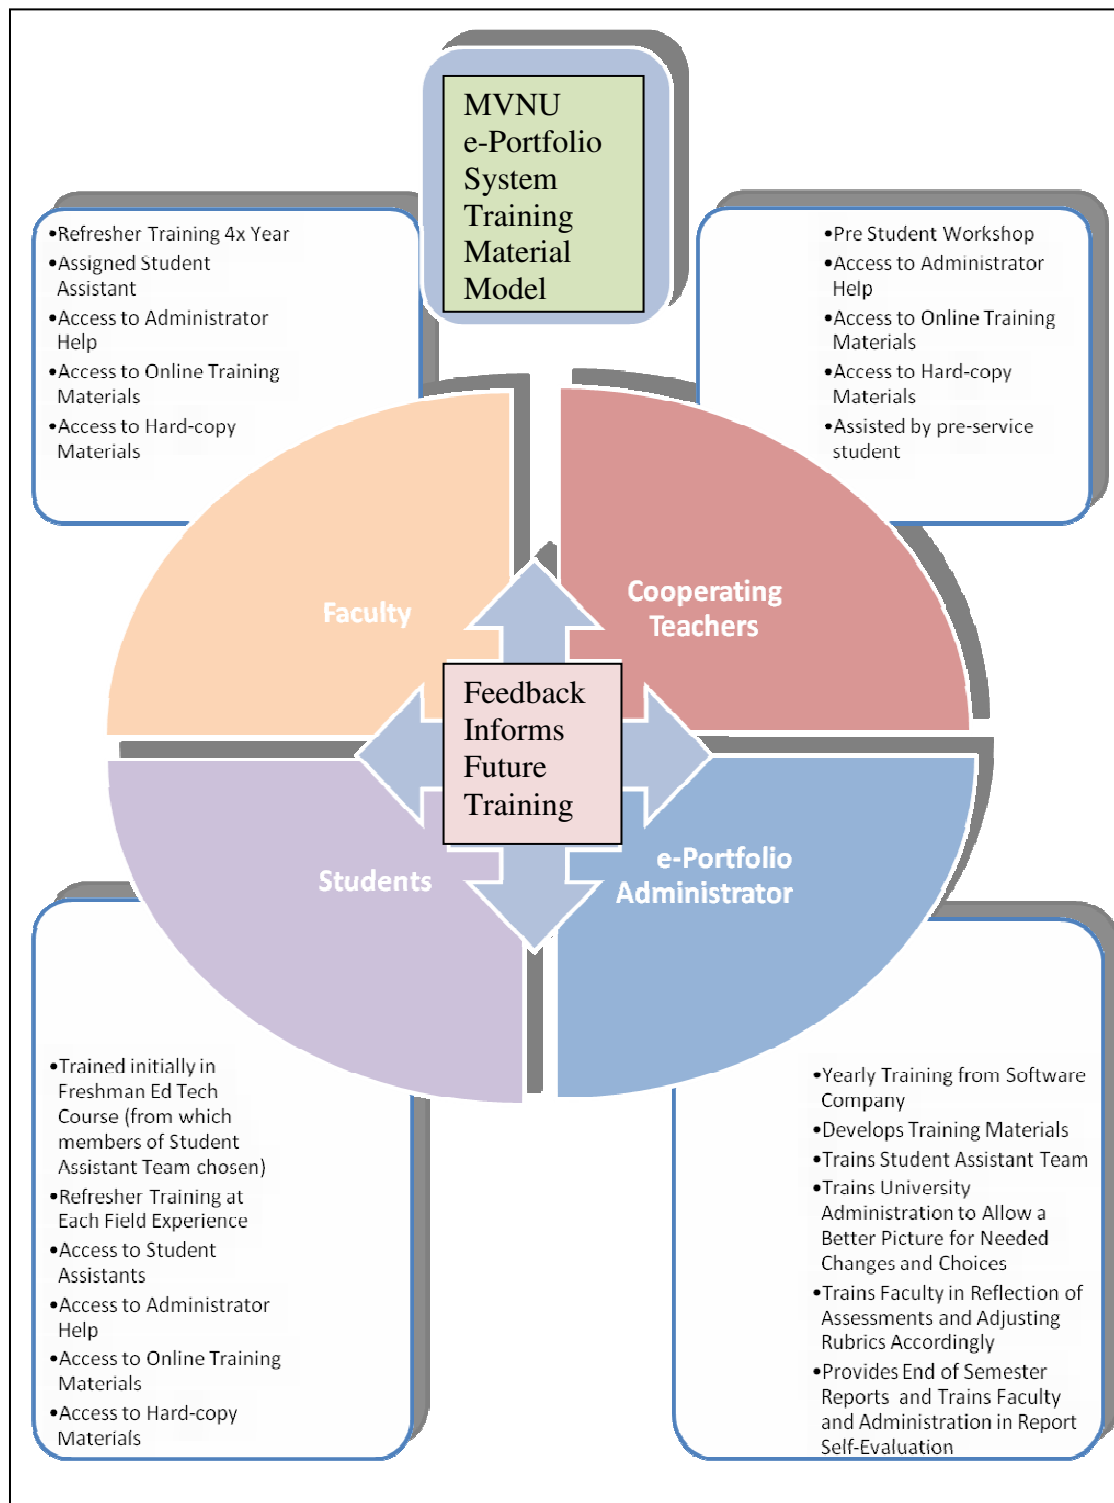 MVNU
e-Portfolio
System
Training
Material
Model
•Refresher Training 4x Year
•Assigned Student
Assistant
•Access to Administrator
Help
•Access to Online Training
Materials
•Access to Hard-copy
Materials
•Pre Student Workshop
•Access to Administrator
Help
•Access to Online Training
Materials
•Access to Hard-copy
Materials
•Assisted by pre-service
student
Faculty
Cooperating
Teachers
Feedback
Informs
Future
Training
Students
e-Portfolio
Administrator
•Trained initially in
Freshman Ed Tech
Course (from which
members of Student
Assistant Team chosen)
•Refresher Training at
Each Field Experience
•Access to Student
Assistants
•Access to Administrator
Help
•Access to Online Training
Materials
•Access to Hard-copy
Materials
•Yearly Training from Software
Company
•Develops Training Materials
•Trains Student Assistant Team
•Trains University
Administration to Allow a
Better Picture for Needed
Changes and Choices
•Trains Faculty in Reflection of
Assessments and Adjusting
Rubrics Accordingly
•Provides End of Semester
Reports and Trains Faculty
and Administration in Report
Self-Evaluation